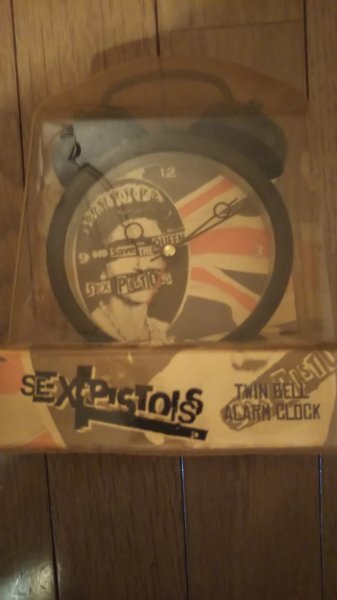 12
9
3
GOD SAVE THE QUEEN
SEX PISTOLS
SEX PISTOLS
TWIN BELL
ALARM CLOCK